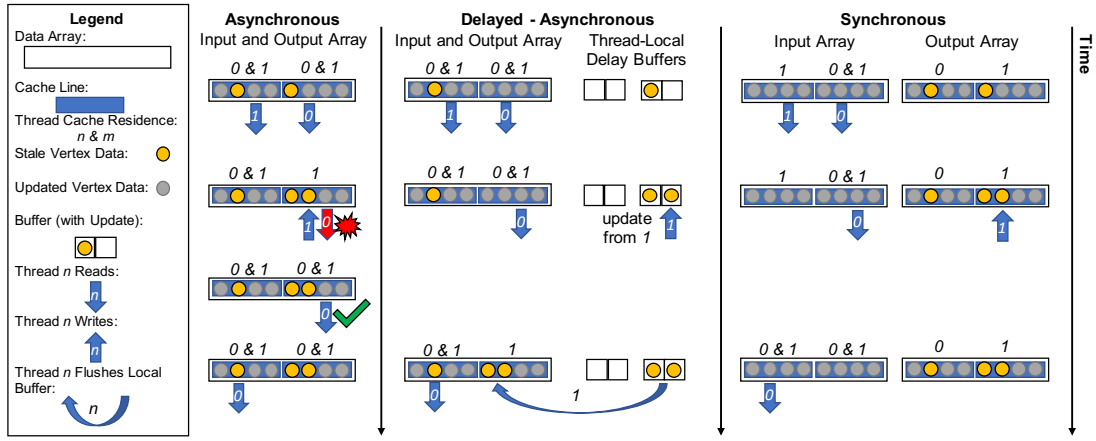 Legend
Data Array:
Cache Line:
Thread Cache Residence:
n & m
Stale Vertex Data:
Updated Vertex Data:
Buffer (with Update):
Thread n Reads:
n
Thread n Writes:
n
Thread n Flushes Local
Buffer:
n
Asynchronous
Input and Output Array
0 & 1 0 & 1
1 0
0 & 1 1
1 0
0 & 1 0 & 1
0
0 & 1 0 & 1
0
Delayed - Asynchronous
Input and Output Array
Thread-Local
Delay Buffers
0 & 1 0 & 1
1 0
0 & 1 0 & 1
0
update
from 1
1
0 & 1 1
0
1
Synchronous
Input Array Output Array
1 0 & 1 0 1
1 0
1 0 & 1 0 1
0 1
0 & 1 0 & 1 0 1
0
Time